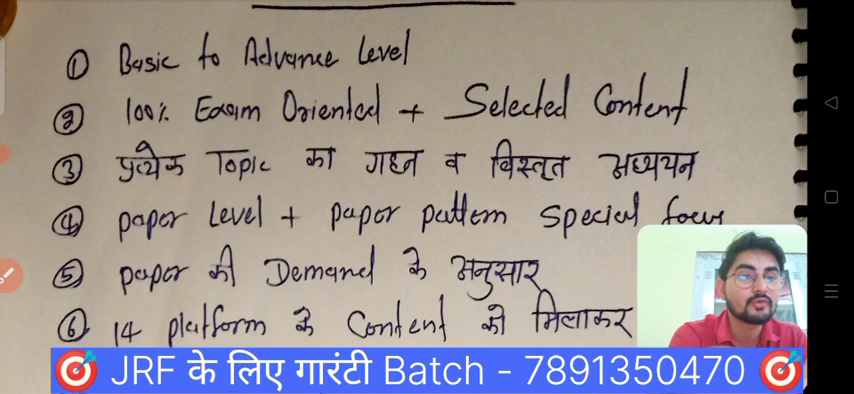 ① Basic to Advance Level
② 100% Exam Oriented + Selected Content
③ प्रत्येक Topic का गहन व विस्तृत अध्ययन
④ paper Level + paper pattern Special focus
⑤ paper की Demand के अनुसार
⑥ 14 platform के Content को मिलाकर
🎯 JRF के लिए गारंटी Batch - 7891350470 🎯